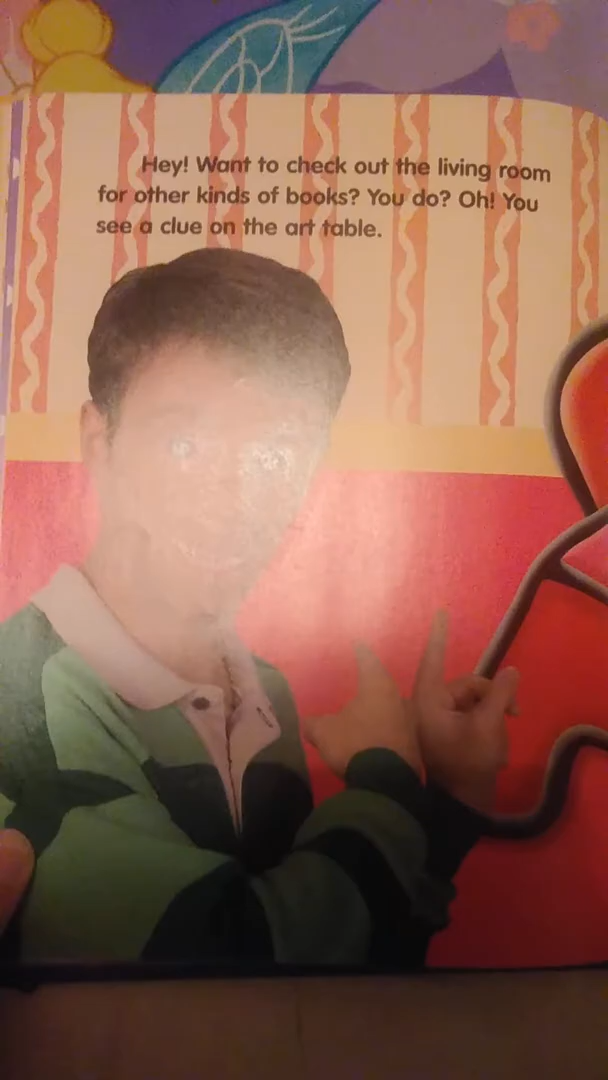 Hey! Want to check out the living room
for other kinds of books? You do? Oh! You
see a clue on the art table.